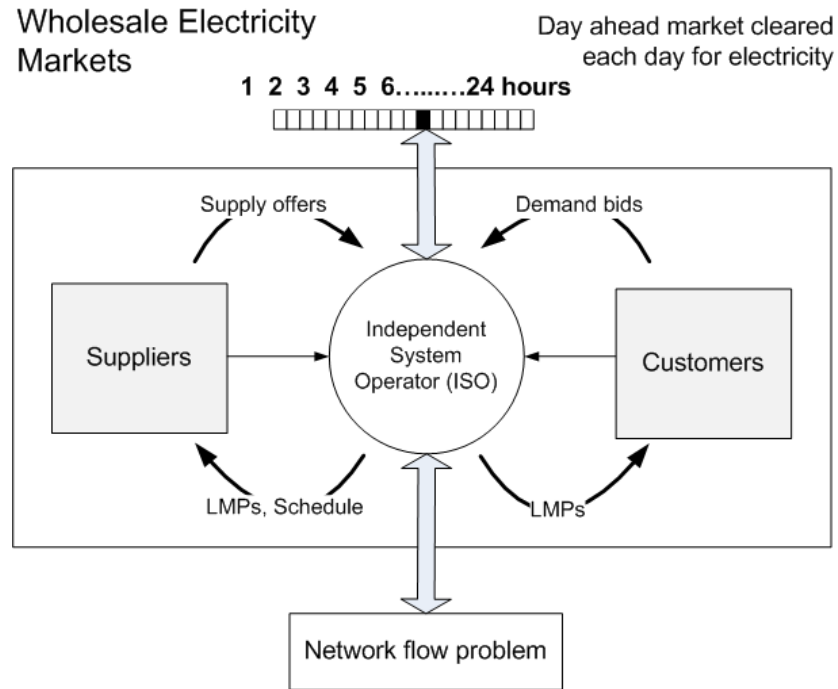 Wholesale Electricity
Markets
Day ahead market cleared
each day for electricity
1 2 3 4 5 6…...….24 hours
Supply offers
Demand bids
Suppliers
Independent
System
Operator (ISO)
Customers
LMPs, Schedule
LMPs
Network flow problem